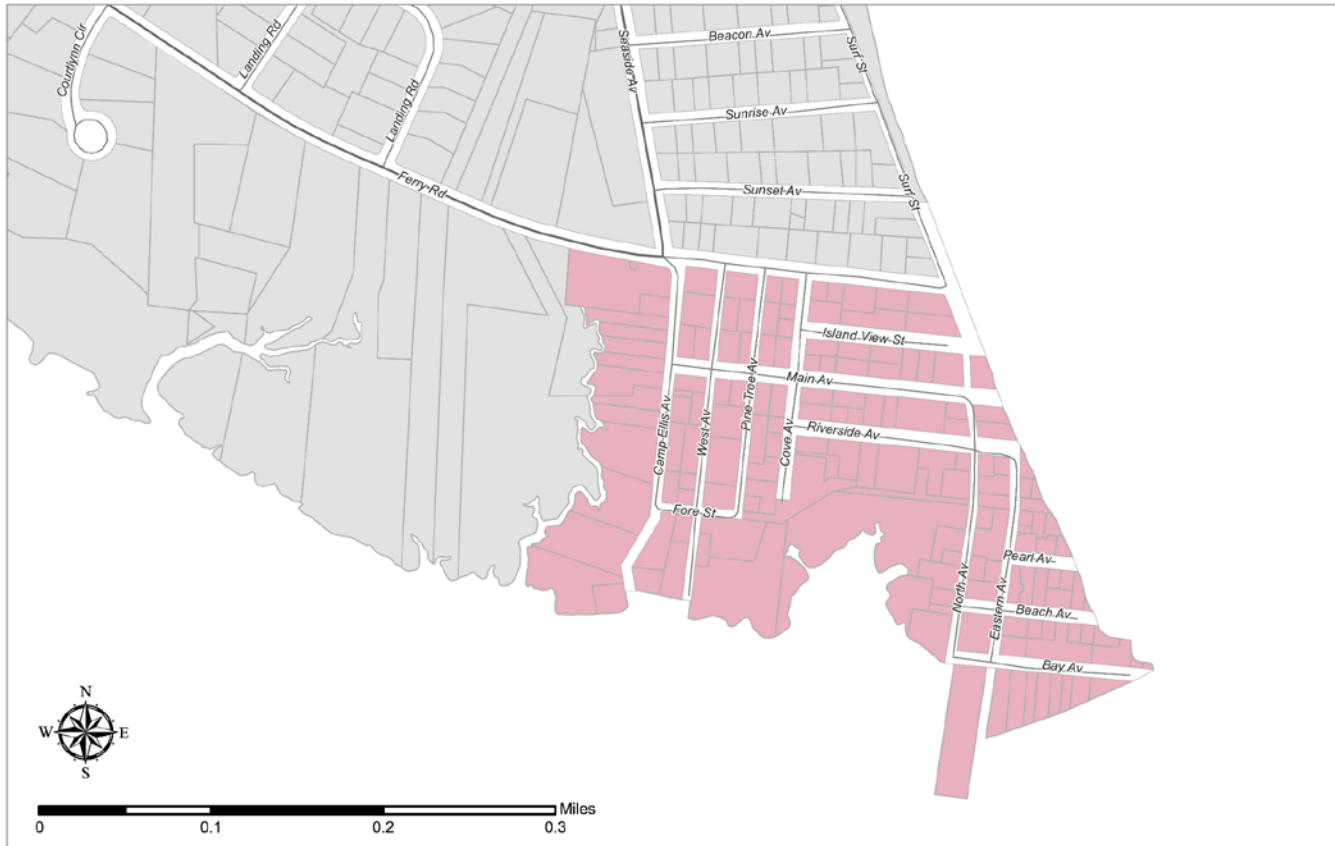 Courtlynn Cir
Landing Rd
Landing Rd
Ferry Rd
Seaside Av
Beacon Av
Surf St
Sunrise Av
Sunset Av
Surf St
Island View St
Main Av
Riverside Av
Camp Ellis Av
West Av
Pine Tree Av
Cove Av
Fore St
Pearl Av
North Av
Eastern Av
Beach Av
Bay Av
N
W E
S
Miles
0 0.1 0.2 0.3